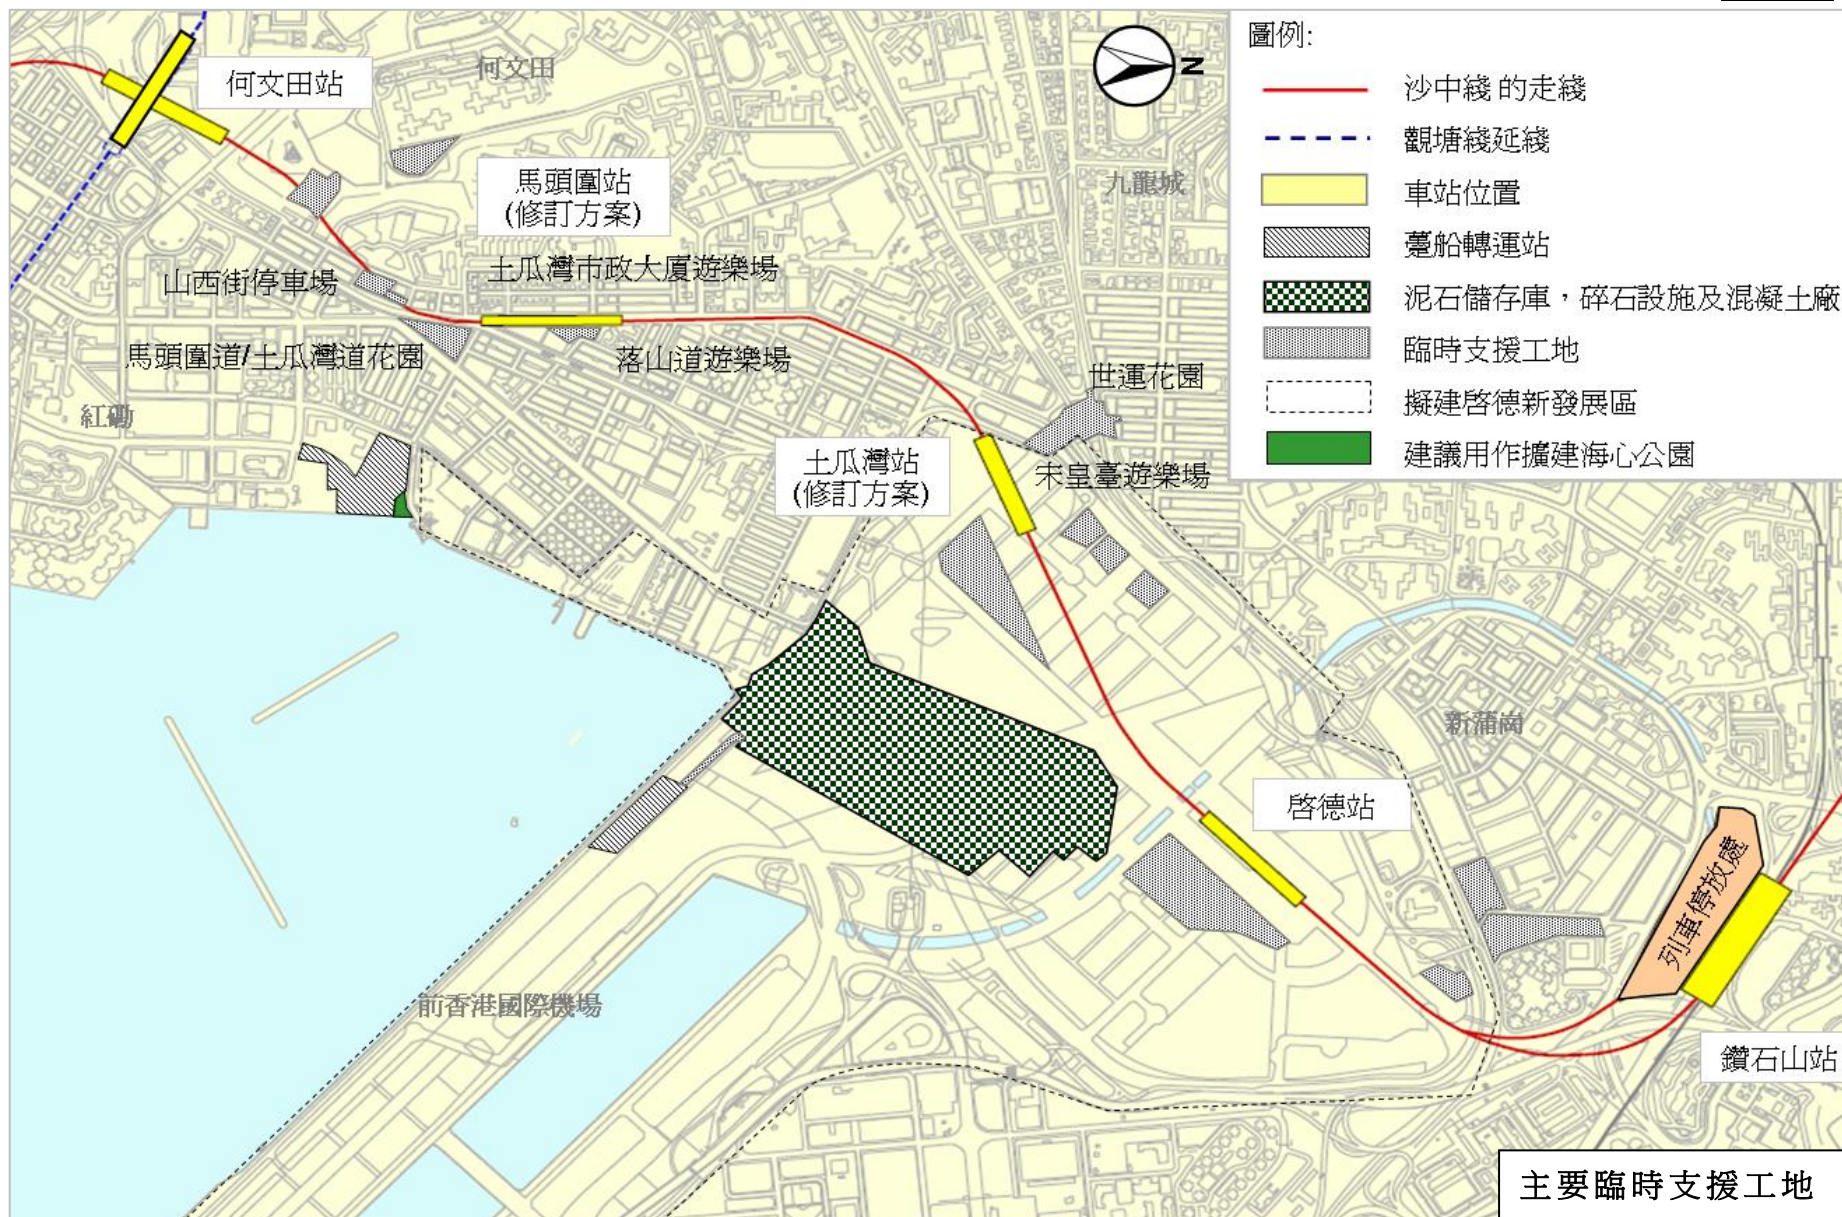 圖例:
沙中綫 的走綫
觀塘綫延綫
車站位置
躉船轉運站
泥石儲存庫，碎石設施及混凝土廠
臨時支援工地
擬建啓德新發展區
建議用作擴建海心公園
N
何文田站
何文田
馬頭圍站
(修訂方案)
九龍城
土瓜灣市政大廈遊樂場
山西街停車場
馬頭圍道/土瓜灣道花園
落山道遊樂場
世運花園
紅磡
土瓜灣站
(修訂方案)
宋皇臺遊樂場
新蒲崗
啓德站
列車停放處
前香港國際機場
鑽石山站
主要臨時支援工地